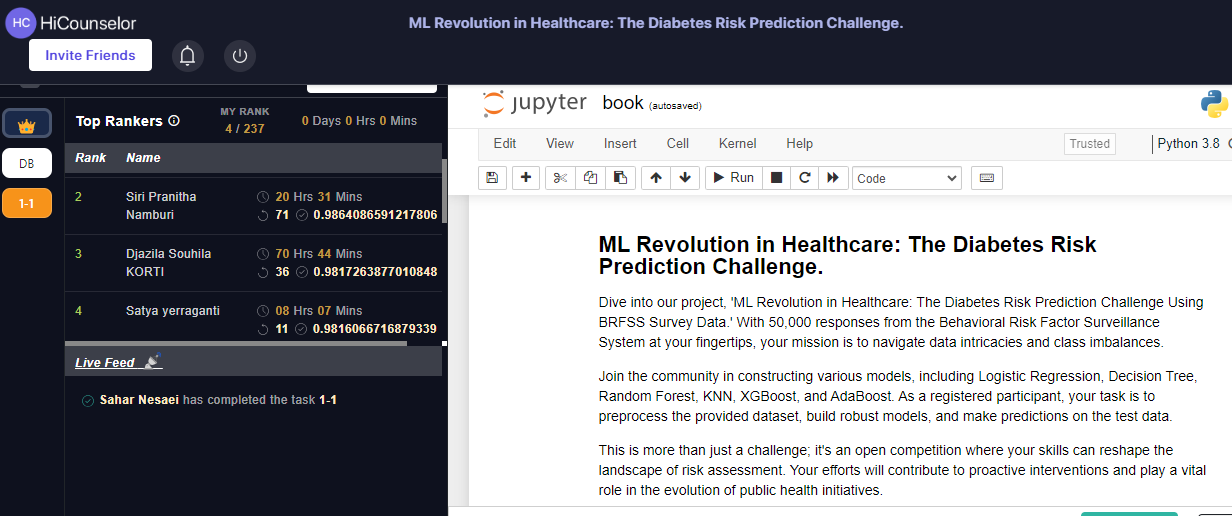 HC HiCounselor
ML Revolution in Healthcare: The Diabetes Risk Prediction Challenge.
Invite Friends
Top Rankers
MY RANK
4 / 237
0 Days 0 Hrs 0 Mins
DB
1-1
Rank Name
2 Siri Pranitha 20 Hrs 31 Mins
Namburi 71 0.9864086591217806
3 Djazila Souhila 70 Hrs 44 Mins
KORTI 36 0.9817263877010848
4 Satya yerraganti 08 Hrs 07 Mins
11 0.9816066716879339
Live Feed
Sahar Nesaei has completed the task 1-1
jupyter book (autosaved)
Edit View Insert Cell Kernel Help Trusted Python 3.8
Run Code
ML Revolution in Healthcare: The Diabetes Risk
Prediction Challenge.
Dive into our project, 'ML Revolution in Healthcare: The Diabetes Risk Prediction Challenge Using
BRFSS Survey Data.' With 50,000 responses from the Behavioral Risk Factor Surveillance
System at your fingertips, your mission is to navigate data intricacies and class imbalances.
Join the community in constructing various models, including Logistic Regression, Decision Tree,
Random Forest, KNN, XGBoost, and AdaBoost. As a registered participant, your task is to
preprocess the provided dataset, build robust models, and make predictions on the test data.
This is more than just a challenge; it's an open competition where your skills can reshape the
landscape of risk assessment. Your efforts will contribute to proactive interventions and play a vital
role in the evolution of public health initiatives.